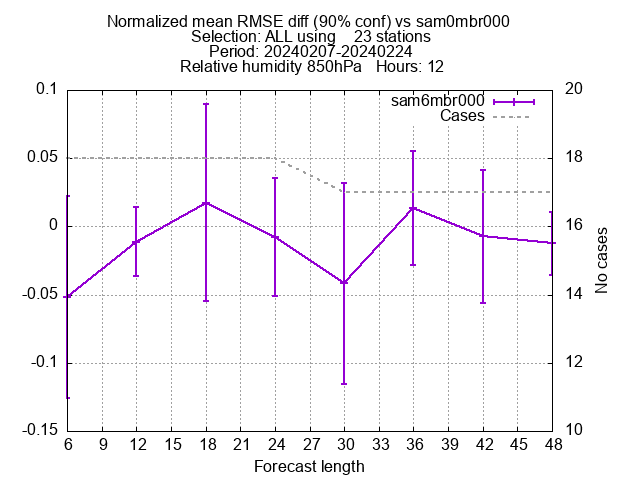 Normalized mean RMSE diff (90% conf) vs sam0mbr000
Selection: ALL using    23 stations
Period: 20240207-20240224
Relative humidity 850hPa   Hours: 12
sam6mbr000
Cases
0.1
0.05
0
-0.05
-0.1
-0.15
20
18
16
14
12
10
No cases
6 9 12 15 18 21 24 27 30 33 36 39 42 45 48
Forecast length